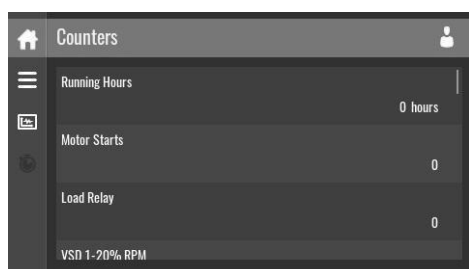 Counters
Running Hours
0 hours
Motor Starts
0
Load Relay
0
VSD 1-20% RPM